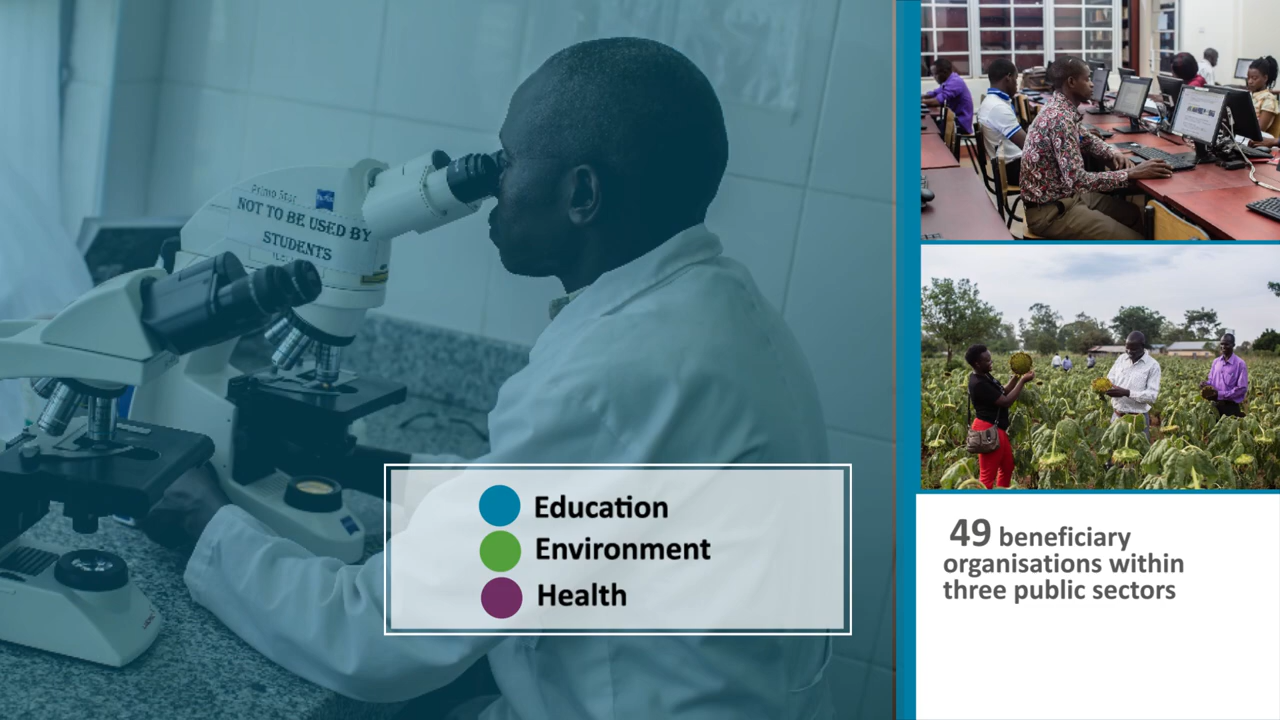 Primo Star
NOT TO BE USED BY
STUDENTS
Education
Environment
Health
49 beneficiary
organisations within
three public sectors